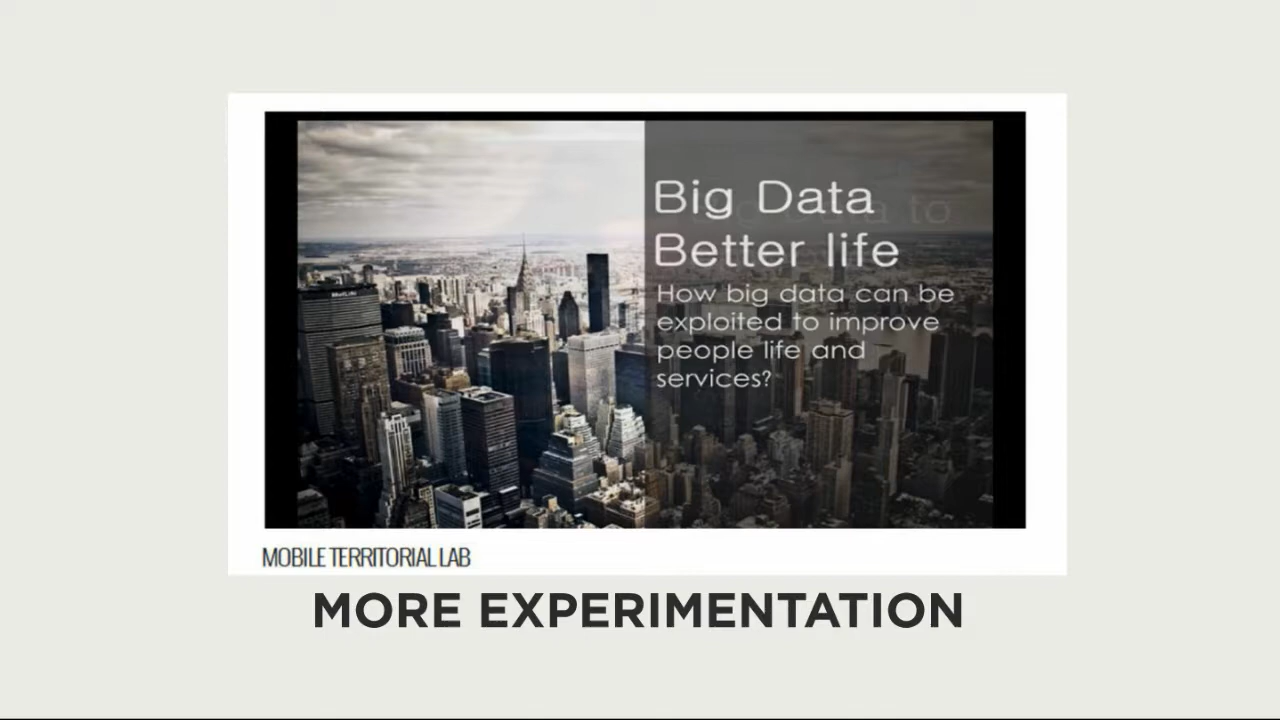 MetLife
Big Data
Better life
How big data can be
exploited to improve
people life and
services?
MOBILE TERRITORIAL LAB
MORE EXPERIMENTATION